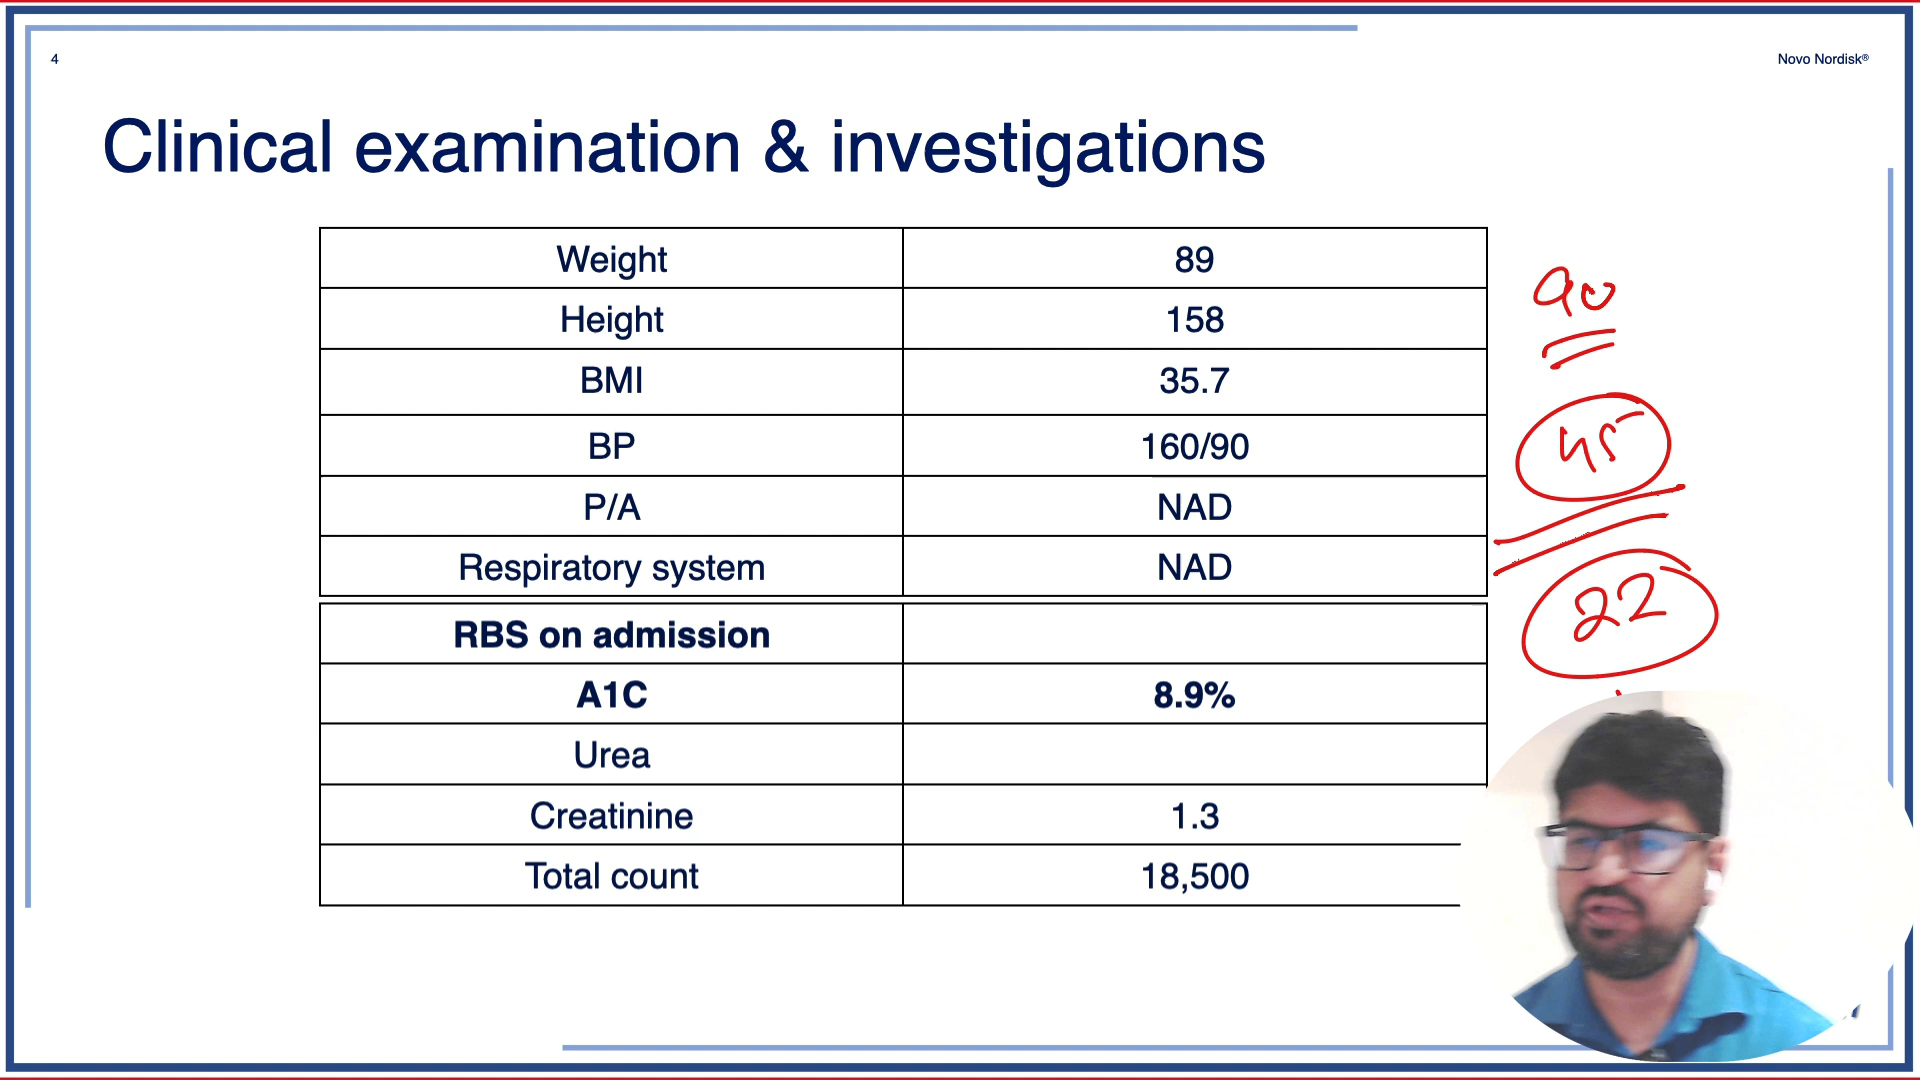 4
Novo Nordisk®
Clinical examination & investigations
Weight 89
Height 158
BMI 35.7
BP 160/90
P/A NAD
Respiratory system NAD
RBS on admission
A1C 8.9%
Urea
Creatinine 1.3
Total count 18,500
90
45
22